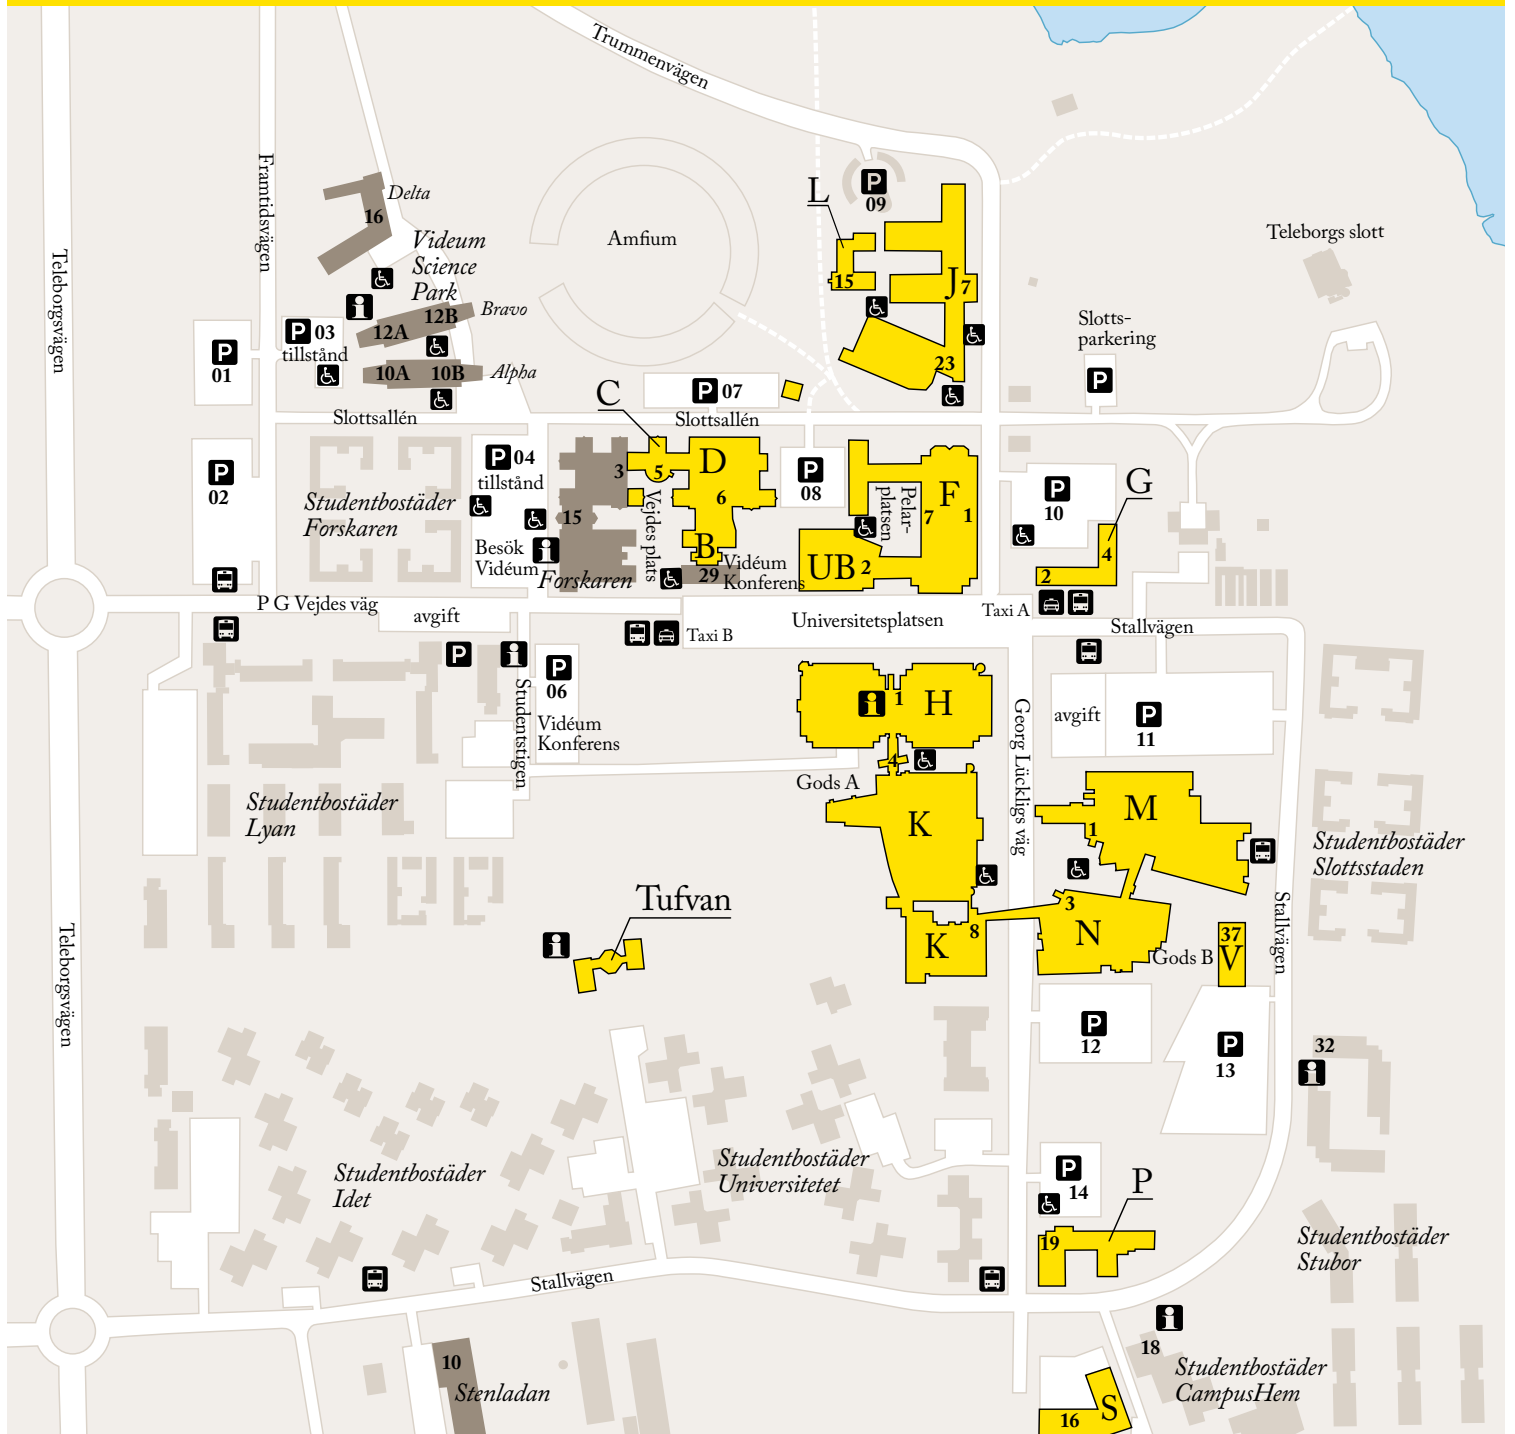 Trummenvägen
Framtidsvägen
Teleborgsvägen
Delta
16
Videum
Science
Park
Bravo
12B
12A
P 03
tillstånd
10A
10B
Alpha
P
01
Slottsallén
Amfium
L
P
09
15
J
7
23
Teleborgs slott
Slotts-
parkering
P
C
P 07
Slottsallén
P
02
Studentbostäder
Forskaren
P 04
tillstånd
3
5
D
6
15
Vejdes plats
Besök
Vidéum
Forskaren
B
29
Vidéum
Konferens
P
08
Pelar-
platsen
F
7
1
UB
2
P
10
G
4
2
P G Vejdes väg
avgift
P
Taxi B
Universitetsplatsen
Taxi A
Stallvägen
P
06
Studentstigen
Vidéum
Konferens
1
H
4
Gods A
K
Georg Lückligs väg
avgift
P
11
M
1
Studentbostäder
Lyan
Studentbostäder
Slottsstaden
Tufvan
K
8
3
N
Gods B
37
V
Stallvägen
Teleborgsvägen
P
12
P
13
32
Studentbostäder
Idet
Studentbostäder
Universitetet
P
14
P
19
Studentbostäder
Stubor
Stallvägen
18
Studentbostäder
CampusHem
10
Stenladan
16
S